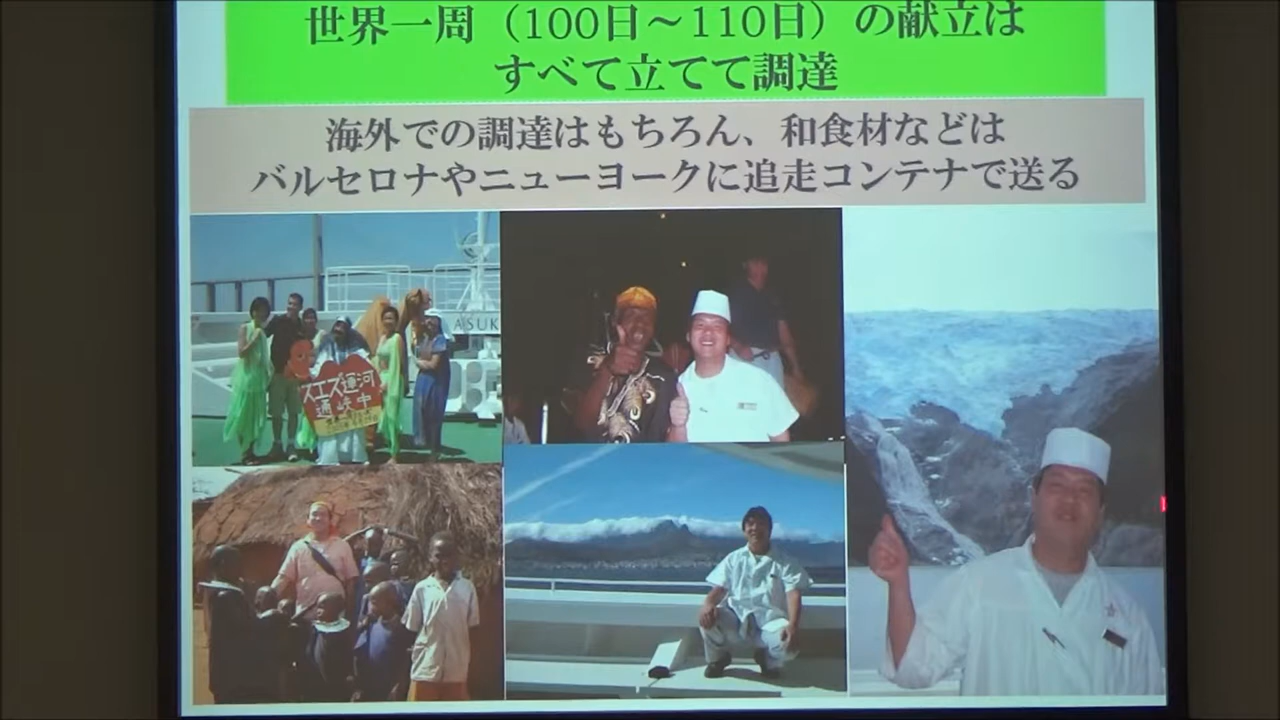 世界一周（100日～110日）の献立は
すべて立てて調達
海外での調達はもちろん、和食材などは
バルセロナやニューヨークに追走コンテナで送る
ASUK
スエズ運河
通峡中